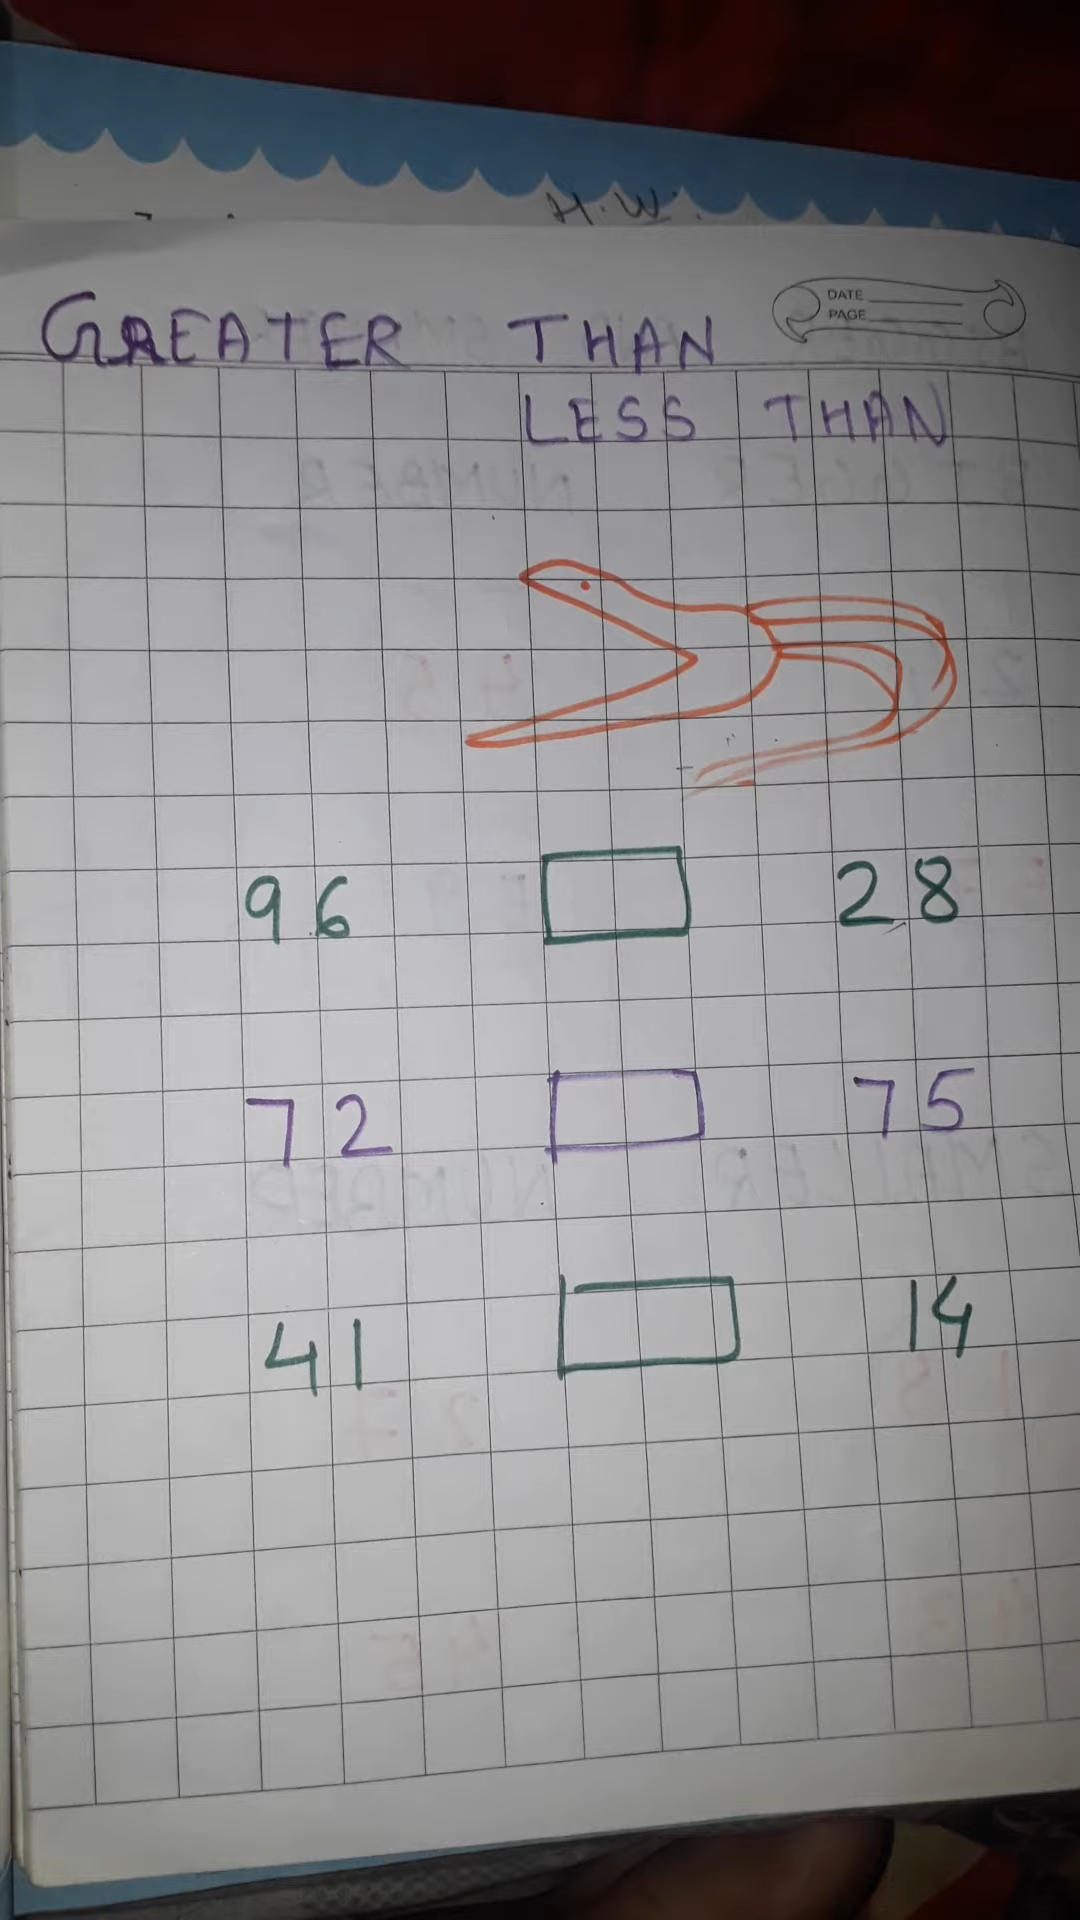 H.W.
GREATER THAN
DATE
PAGE
LESS THAN
96 28
72 75
41 14